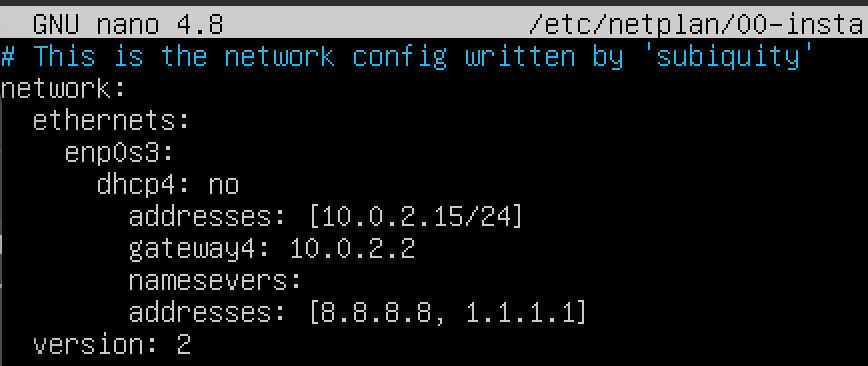 GNU nano 4.8 /etc/netplan/00-insta
# This is the network config written by 'subiquity'
network:
  ethernets:
    enp0s3:
      dhcp4: no
        addresses: [10.0.2.15/24]
        gateway4: 10.0.2.2
        namesevers:
        addresses: [8.8.8.8, 1.1.1.1]
  version: 2